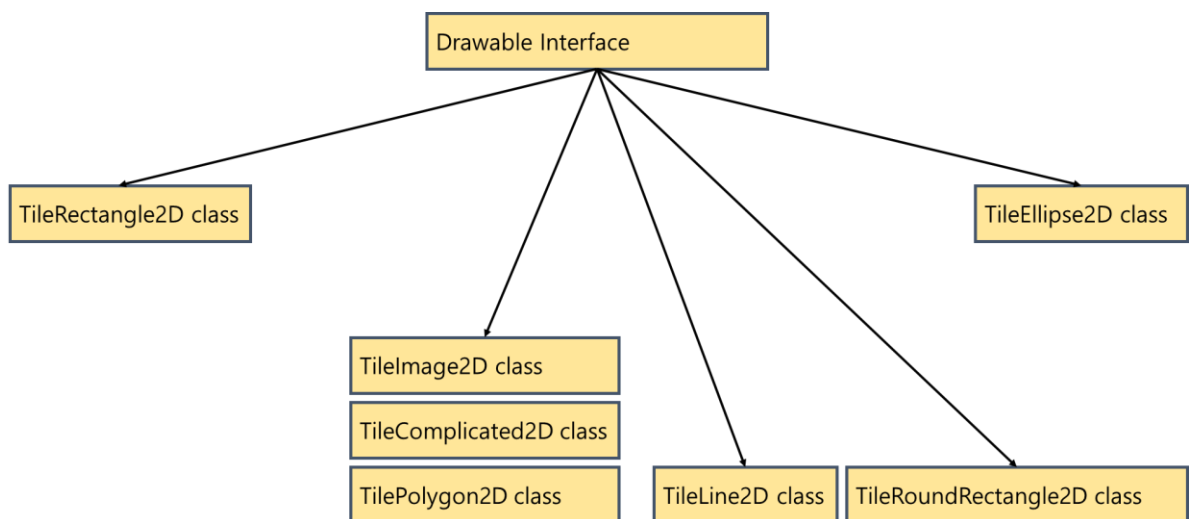 Drawable Interface
TileRectangle2D class
TileEllipse2D class
TileImage2D class
TileComplicated2D class
TilePolygon2D class
TileLine2D class
TileRoundRectangle2D class